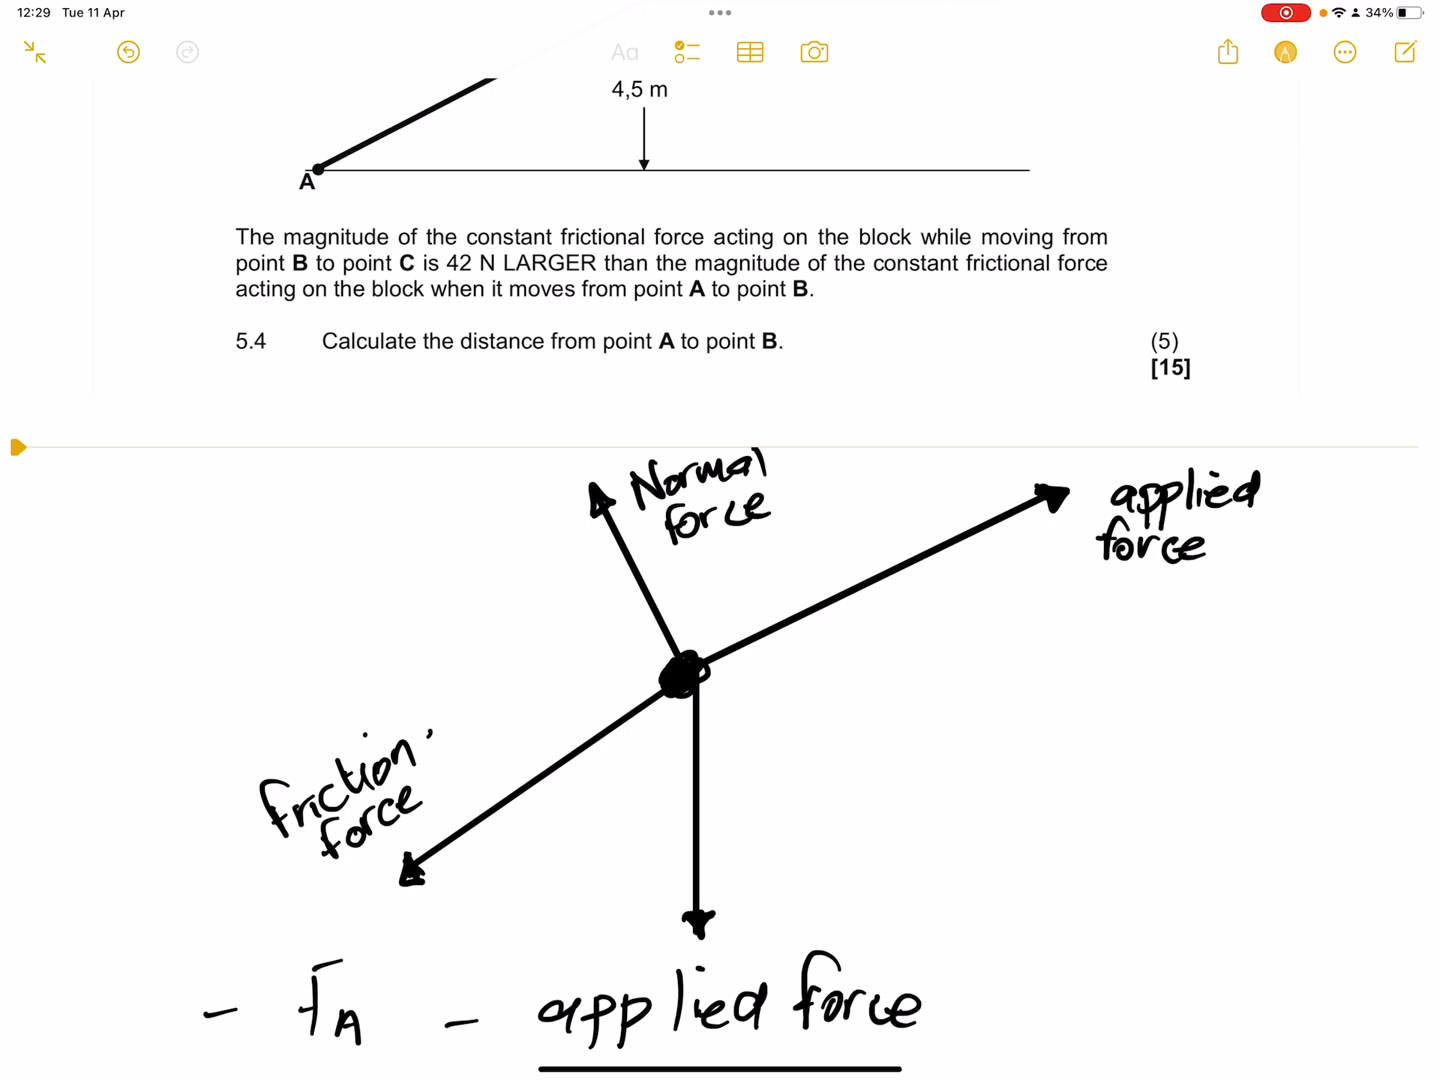 12:29 Tue 11 Apr
34%
Aa
4,5 m
A
The magnitude of the constant frictional force acting on the block while moving from
point B to point C is 42 N LARGER than the magnitude of the constant frictional force
acting on the block when it moves from point A to point B.
5.4 Calculate the distance from point A to point B. (5)
[15]
Normal
force
applied
force
friction
force
- FA - applied force